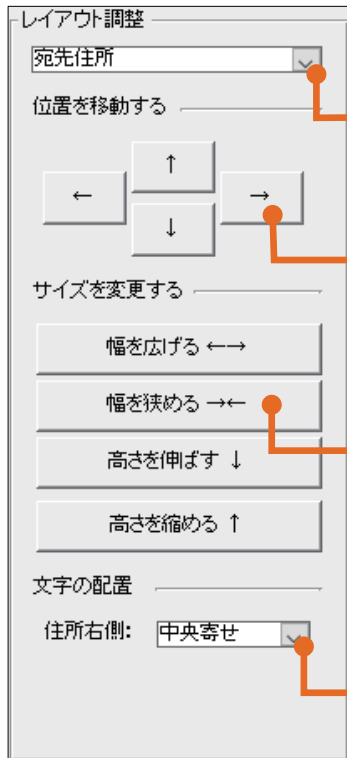 レイアウト調整
宛先住所
位置を移動する
↑
← →
↓
サイズを変更する
幅を広げる ←→
幅を狭める →←
高さを伸ばす ↓
高さを縮める ↑
文字の配置
住所右側: 中央寄せ